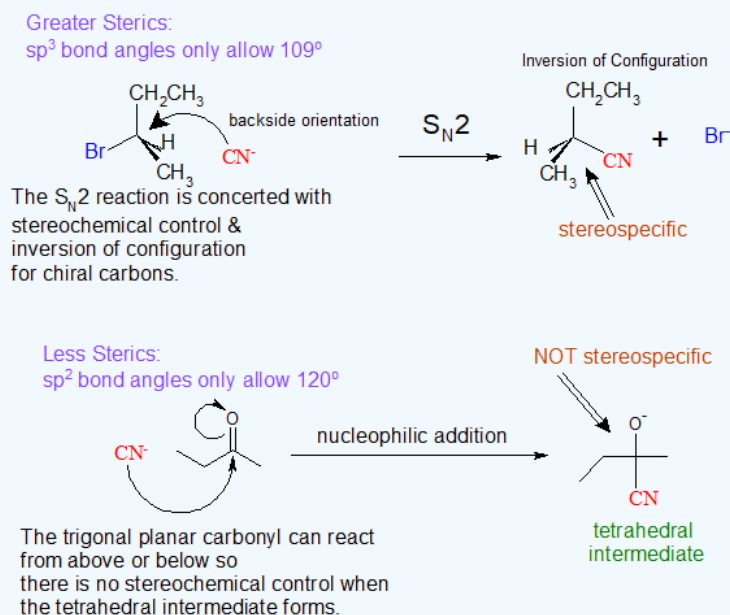 Greater Sterics:
sp³ bond angles only allow 109º
Inversion of Configuration
CH₂CH₃
backside orientation
Br
H
CN⁻
CH₃
S_N2
CH₂CH₃
H
CN
CH₃
+
Br⁻
The S_N2 reaction is concerted with
stereochemical control &
inversion of configuration
for chiral carbons.
stereospecific
Less Sterics:
sp² bond angles only allow 120º
NOT stereospecific
O
CN⁻
nucleophilic addition
O⁻
CN
The trigonal planar carbonyl can react
from above or below so
there is no stereochemical control when
the tetrahedral intermediate forms.
tetrahedral
intermediate